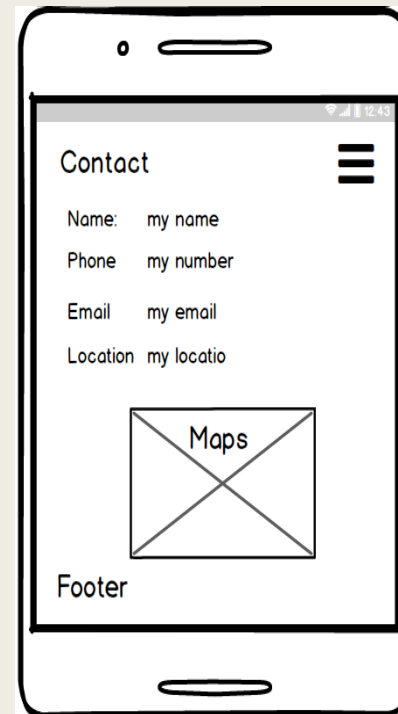 12:43
Contact
Name: my name
Phone my number
Email my email
Location my locatio
Maps
Footer